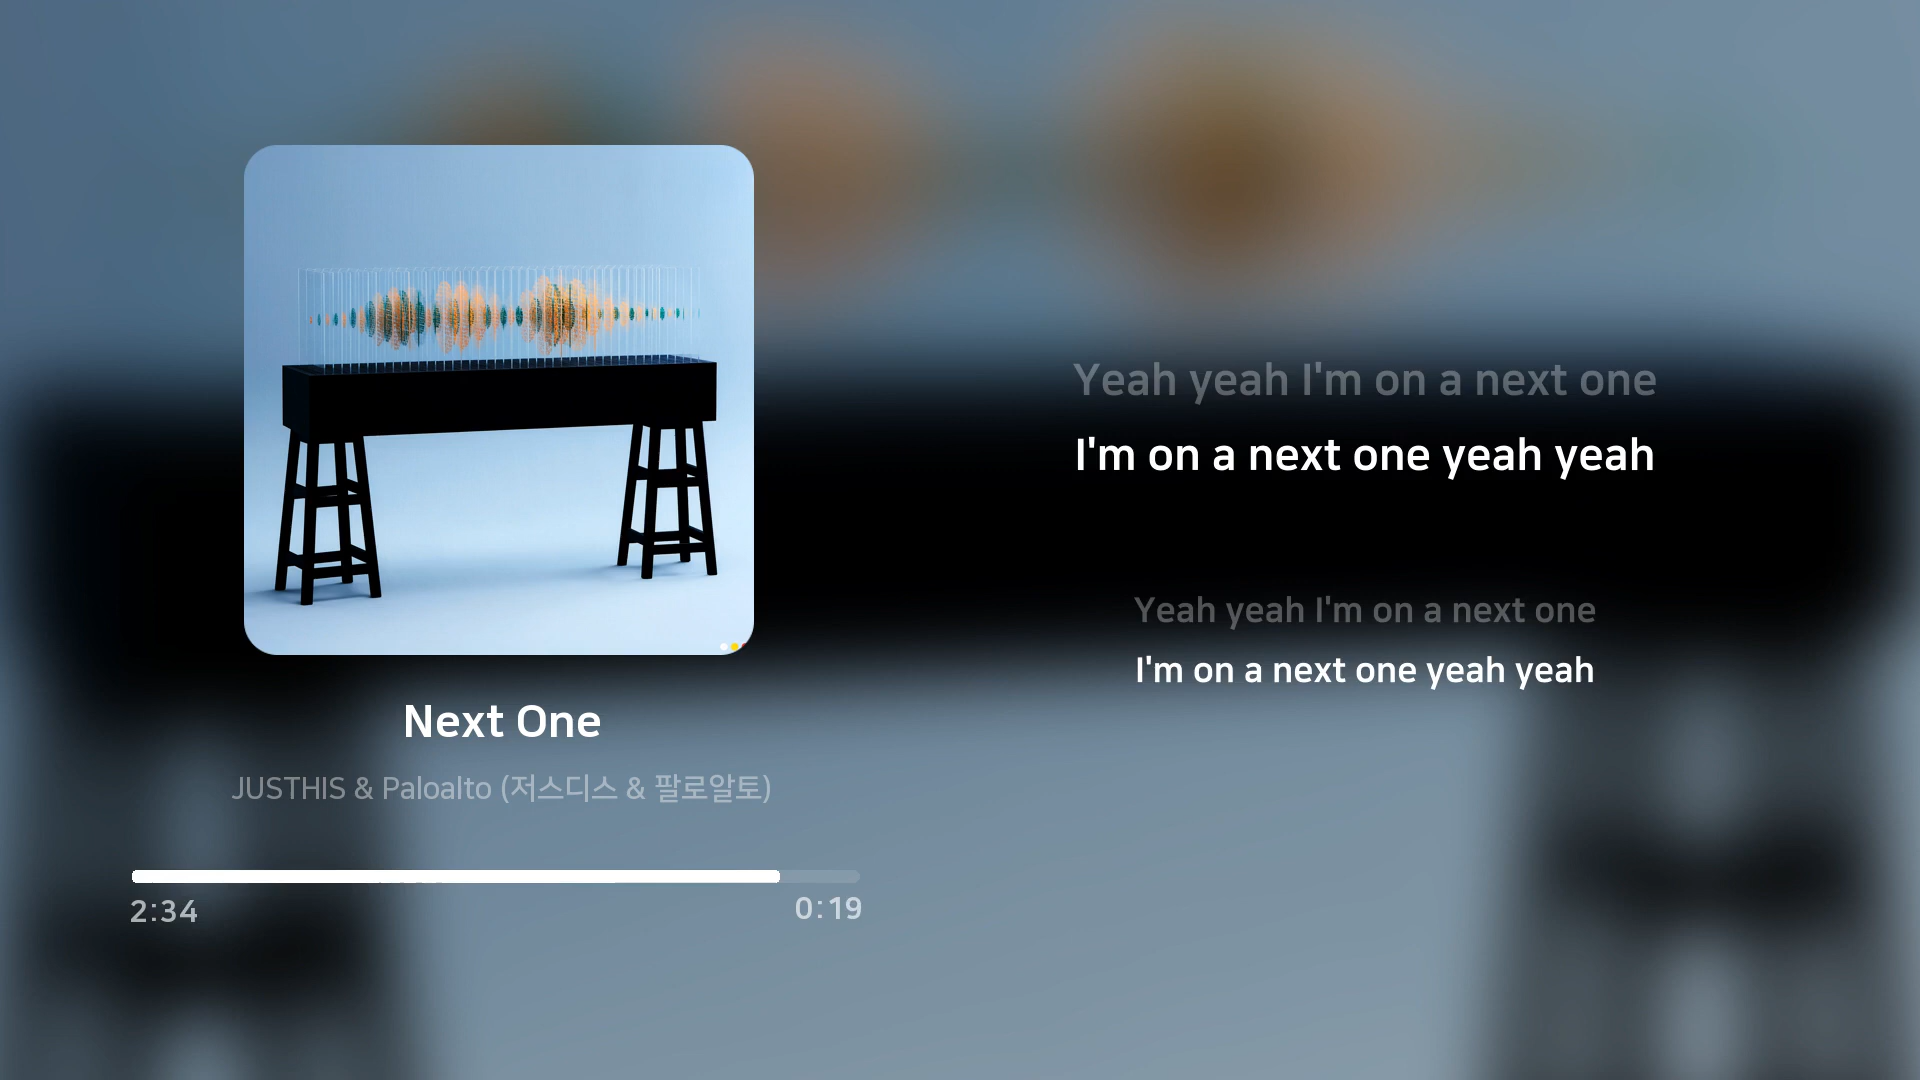 Yeah yeah I'm on a next one
I'm on a next one yeah yeah
Yeah yeah I'm on a next one
I'm on a next one yeah yeah
Next One
JUSTHIS & Paloalto (저스디스 & 팔로알토)
2:34
0:19